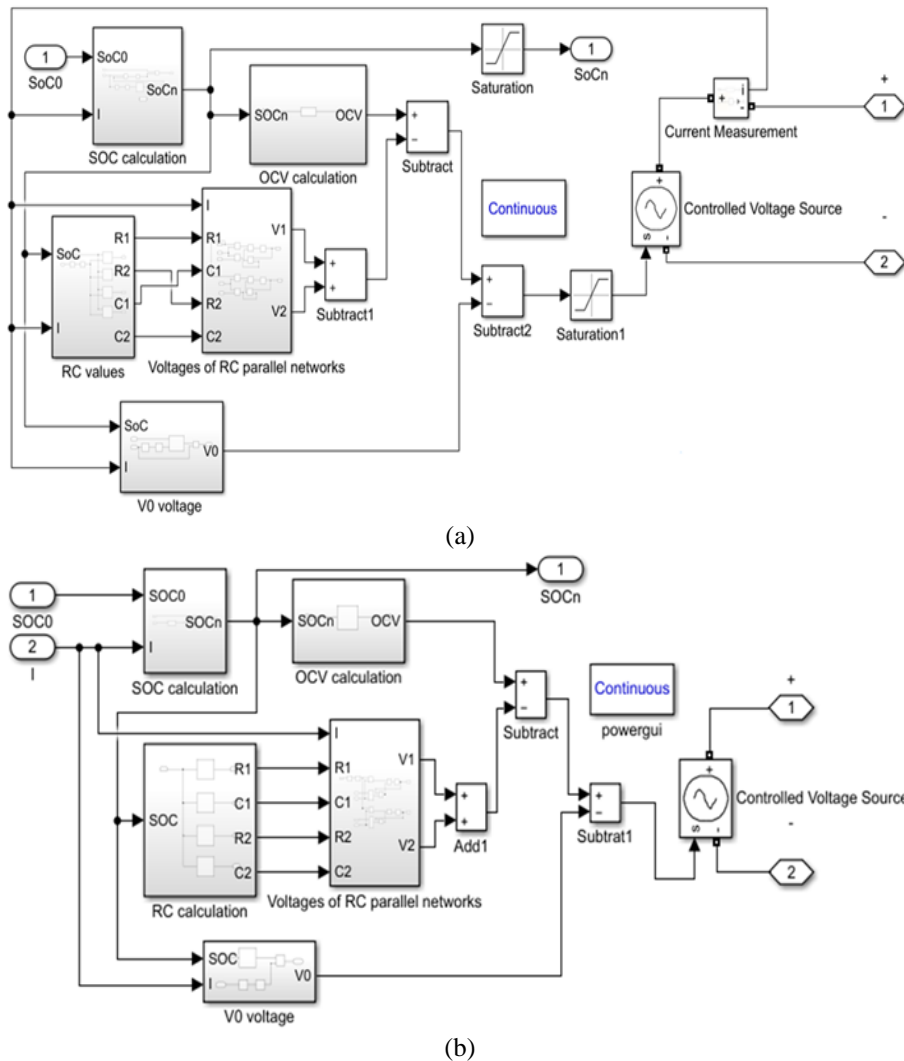 1
SoC0
SoC0
I
SoCn
SOC calculation
SOCn
OCV
OCV calculation
+
−
Subtract
Saturation
1
SoCn
+
i
-
Current Measurement
+
1
Continuous
+
s
-
Controlled Voltage Source
-
2
SoC
I
R1
R2
C1
C2
RC values
I
R1
C1
R2
C2
V1
V2
Voltages of RC parallel networks
+
+
Subtract1
+
−
Subtract2
Saturation1
SoC
I
V0
V0 voltage
(a)
1
SOC0
2
I
SOC0
I
SOCn
SOC calculation
SOCn
OCV
OCV calculation
1
SOCn
+
−
Subtract
Continuous
powergui
+
1
SOC
R1
C1
R2
C2
RC calculation
I
R1
C1
R2
C2
V1
V2
Voltages of RC parallel networks
+
+
Add1
+
−
Subtrat1
+
s
-
Controlled Voltage Source
-
2
SOC
I
V0
V0 voltage
(b)